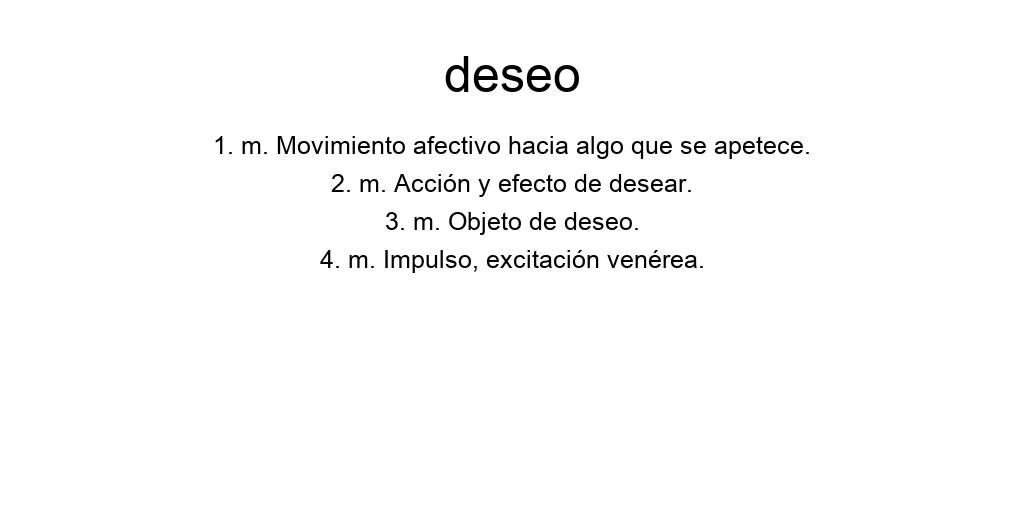 deseo
1. m. Movimiento afectivo hacia algo que se apetece.
2. m. Acción y efecto de desear.
3. m. Objeto de deseo.
4. m. Impulso, excitación venérea.